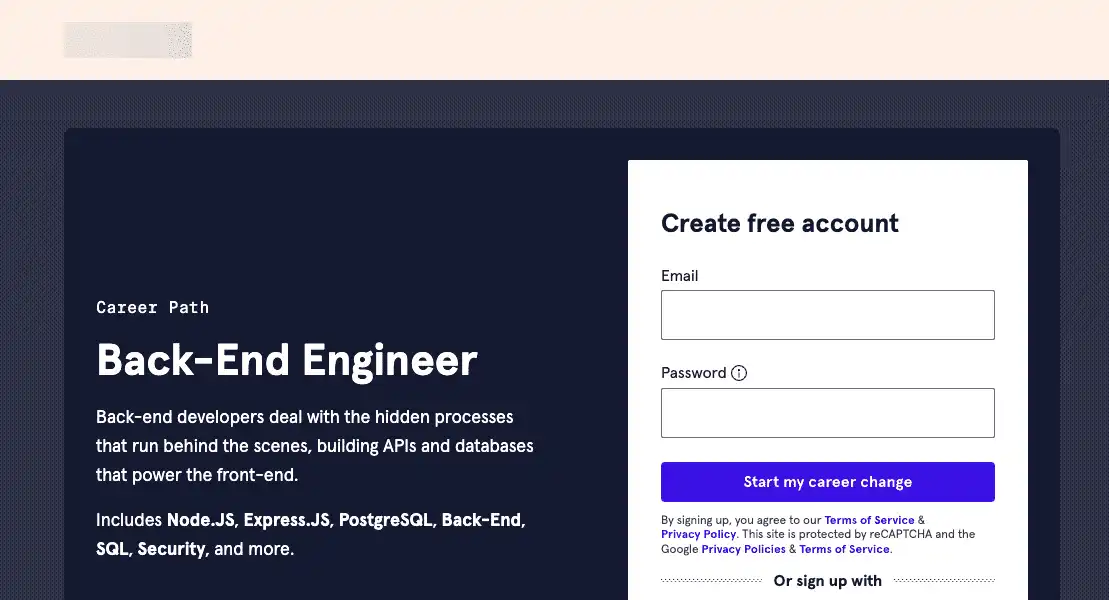 Career Path
Back-End Engineer
Back-end developers deal with the hidden processes
that run behind the scenes, building APIs and databases
that power the front-end.
Includes Node.JS, Express.JS, PostgreSQL, Back-End,
SQL, Security, and more.
Create free account
Email
Password
Start my career change
By signing up, you agree to our Terms of Service &
Privacy Policy. This site is protected by reCAPTCHA and the
Google Privacy Policies & Terms of Service.
Or sign up with